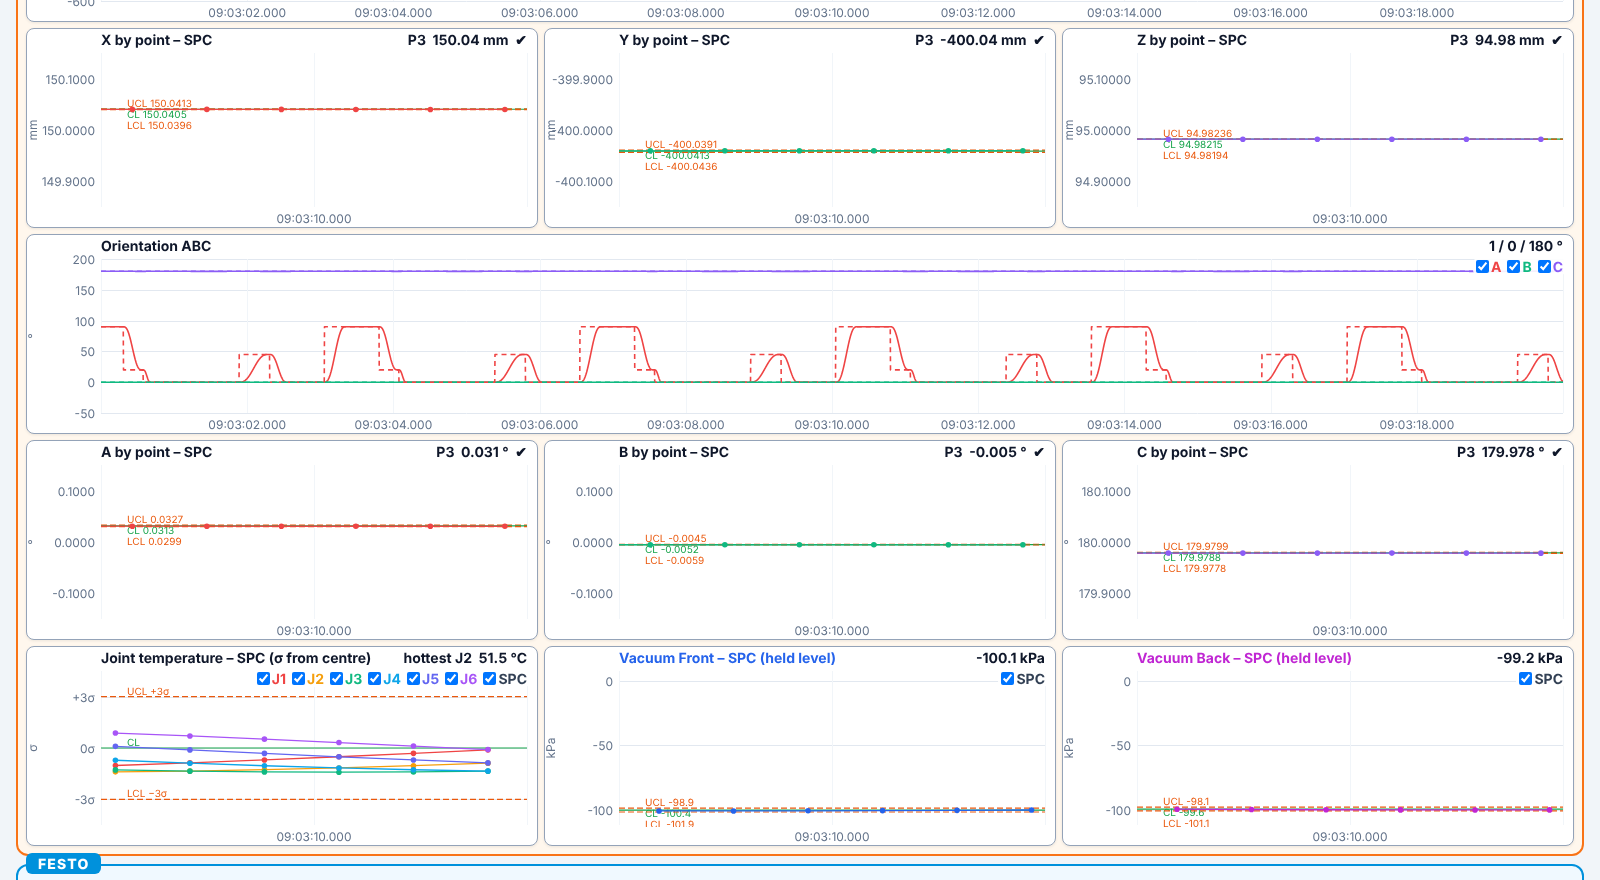 -600
09:03:02.000 09:03:04.000 09:03:06.000 09:03:08.000 09:03:10.000 09:03:12.000 09:03:14.000 09:03:16.000 09:03:18.000
X by point – SPC P3 150.04 mm ✔
150.1000
150.0000
149.9000
mm
UCL 150.0413
CL 150.0405
LCL 150.0396
09:03:10.000
Y by point – SPC P3 -400.04 mm ✔
-399.9000
-400.0000
-400.1000
mm
UCL -400.0391
CL -400.0413
LCL -400.0436
09:03:10.000
Z by point – SPC P3 94.98 mm ✔
95.10000
95.00000
94.90000
mm
UCL 94.98236
CL 94.98215
LCL 94.98194
09:03:10.000
Orientation ABC 1 / 0 / 180 °
A B C
200
150
100
50
0
-50
°
09:03:02.000 09:03:04.000 09:03:06.000 09:03:08.000 09:03:10.000 09:03:12.000 09:03:14.000 09:03:16.000 09:03:18.000
A by point – SPC P3 0.031 ° ✔
0.1000
0.0000
-0.1000
°
UCL 0.0327
CL 0.0313
LCL 0.0299
09:03:10.000
B by point – SPC P3 -0.005 ° ✔
0.1000
0.0000
-0.1000
°
UCL -0.0045
CL -0.0052
LCL -0.0059
09:03:10.000
C by point – SPC P3 179.978 ° ✔
180.1000
180.0000
179.9000
°
UCL 179.9799
CL 179.9788
LCL 179.9778
09:03:10.000
Joint temperature – SPC (σ from centre) hottest J2 51.5 °C
J1 J2 J3 J4 J5 J6 SPC
+3σ
0σ
-3σ
σ
UCL +3σ
CL
LCL −3σ
09:03:10.000
Vacuum Front – SPC (held level) -100.1 kPa
SPC
0
-50
-100
kPa
UCL -98.9
CL -100.4
LCL -101.9
09:03:10.000
Vacuum Back – SPC (held level) -99.2 kPa
SPC
0
-50
-100
kPa
UCL -98.1
CL -99.6
LCL -101.1
09:03:10.000
FESTO